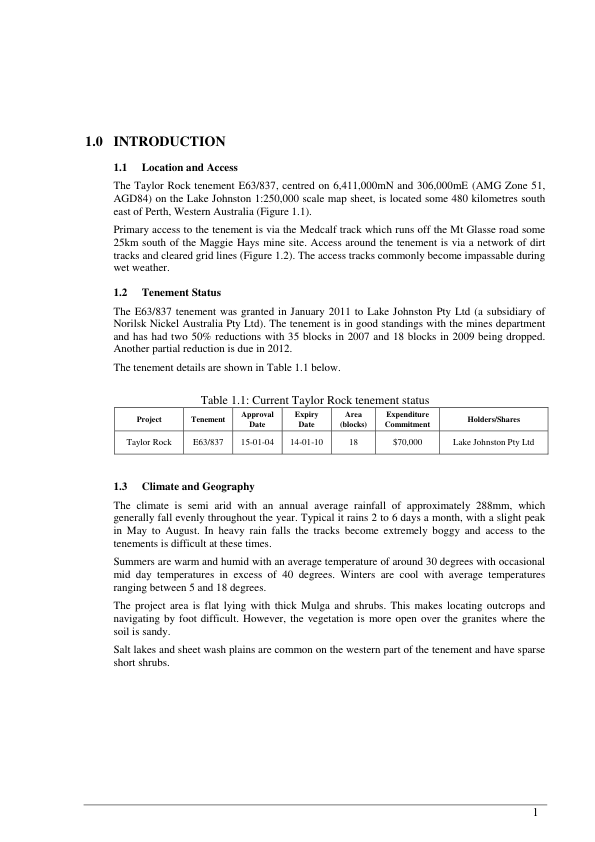 1.0 INTRODUCTION
1.1 Location and Access
The Taylor Rock tenement E63/837, centred on 6,411,000mN and 306,000mE (AMG Zone 51,
AGD84) on the Lake Johnston 1:250,000 scale map sheet, is located some 480 kilometres south
east of Perth, Western Australia (Figure 1.1).
Primary access to the tenement is via the Medcalf track which runs off the Mt Glasse road some
25km south of the Maggie Hays mine site. Access around the tenement is via a network of dirt
tracks and cleared grid lines (Figure 1.2). The access tracks commonly become impassable during
wet weather.
1.2 Tenement Status
The E63/837 tenement was granted in January 2011 to Lake Johnston Pty Ltd (a subsidiary of
Norilsk Nickel Australia Pty Ltd). The tenement is in good standings with the mines department
and has had two 50% reductions with 35 blocks in 2007 and 18 blocks in 2009 being dropped.
Another partial reduction is due in 2012.
The tenement details are shown in Table 1.1 below.
Table 1.1: Current Taylor Rock tenement status
Project Tenement Approval Date Expiry Date Area (blocks) Expenditure Commitment Holders/Shares
Taylor Rock E63/837 15-01-04 14-01-10 18 $70,000 Lake Johnston Pty Ltd
1.3 Climate and Geography
The climate is semi arid with an annual average rainfall of approximately 288mm, which
generally fall evenly throughout the year. Typical it rains 2 to 6 days a month, with a slight peak
in May to August. In heavy rain falls the tracks become extremely boggy and access to the
tenements is difficult at these times.
Summers are warm and humid with an average temperature of around 30 degrees with occasional
mid day temperatures in excess of 40 degrees. Winters are cool with average temperatures
ranging between 5 and 18 degrees.
The project area is flat lying with thick Mulga and shrubs. This makes locating outcrops and
navigating by foot difficult. However, the vegetation is more open over the granites where the
soil is sandy.
Salt lakes and sheet wash plains are common on the western part of the tenement and have sparse
short shrubs.
1